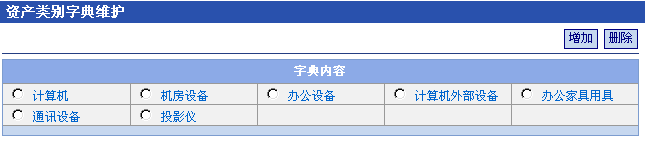 资产类别字典维护
增加 删除
字典内容
计算机 机房设备 办公设备 计算机外部设备 办公家具用具
通讯设备 投影仪